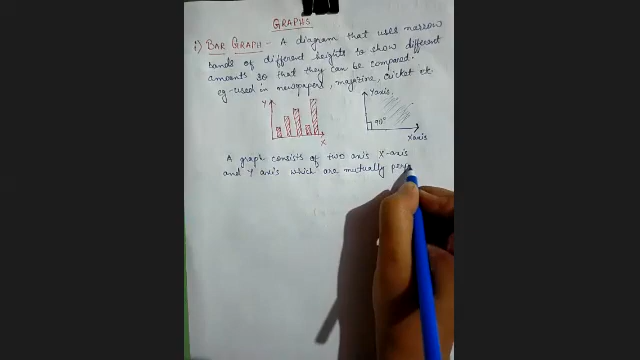 GRAPHS
i) BAR GRAPH - A diagram that uses narrow
bands of different heights to show different
amounts so that they can be compared.
eg - used in newspapers, magazine, cricket etc.
Y
X
Y axis
90°
X axis
A graph consists of two axis X-axis
and Y axis which are mutually perpe